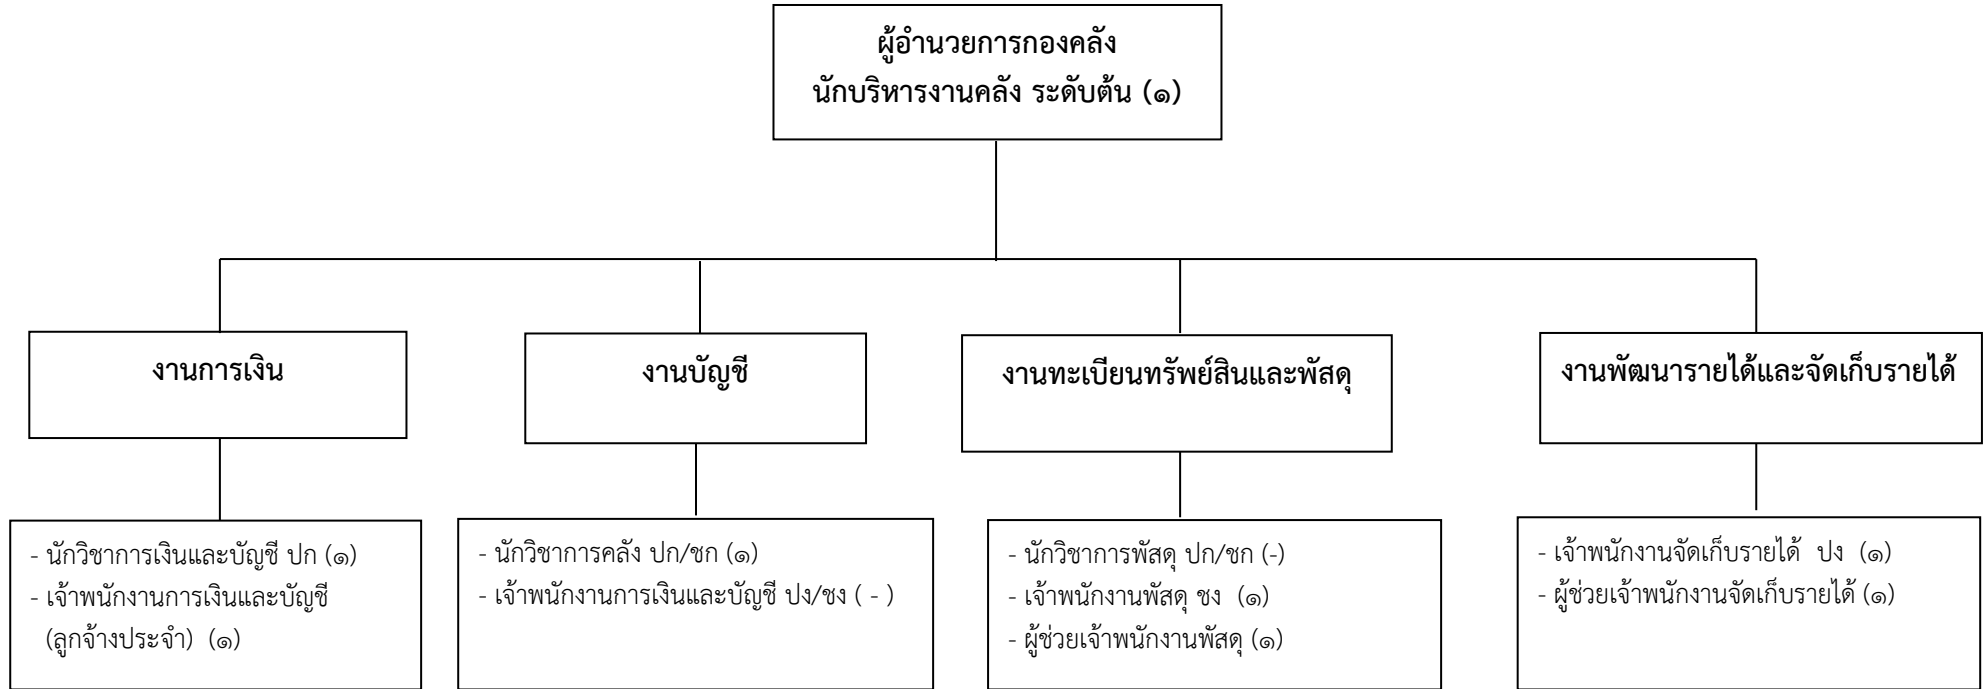 ผู้อำนวยการกองคลัง
นักบริหารงานคลัง ระดับต้น (๑)
งานการเงิน
งานบัญชี
งานทะเบียนทรัพย์สินและพัสดุ
งานพัฒนารายได้และจัดเก็บรายได้
- นักวิชาการเงินและบัญชี ปก (๑)
- เจ้าพนักงานการเงินและบัญชี
(ลูกจ้างประจำ) (๑)
- นักวิชาการคลัง ปก/ชก (๑)
- เจ้าพนักงานการเงินและบัญชี ปง/ชง ( - )
- นักวิชาการพัสดุ ปก/ชก (-)
- เจ้าพนักงานพัสดุ ชง (๑)
- ผู้ช่วยเจ้าพนักงานพัสดุ (๑)
- เจ้าพนักงานจัดเก็บรายได้ ปง (๑)
- ผู้ช่วยเจ้าพนักงานจัดเก็บรายได้ (๑)